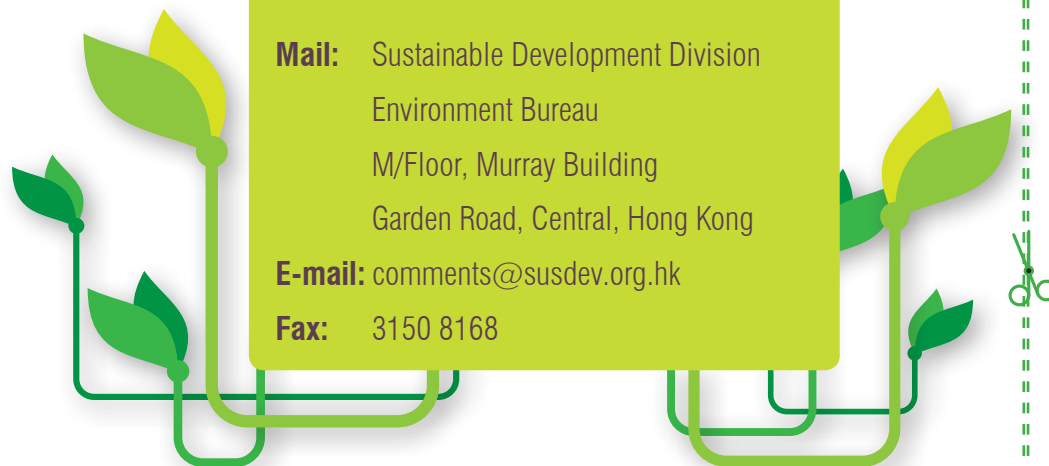 Mail: Sustainable Development Division
Environment Bureau
M/Floor, Murray Building
Garden Road, Central, Hong Kong
E-mail: comments@susdev.org.hk
Fax: 3150 8168